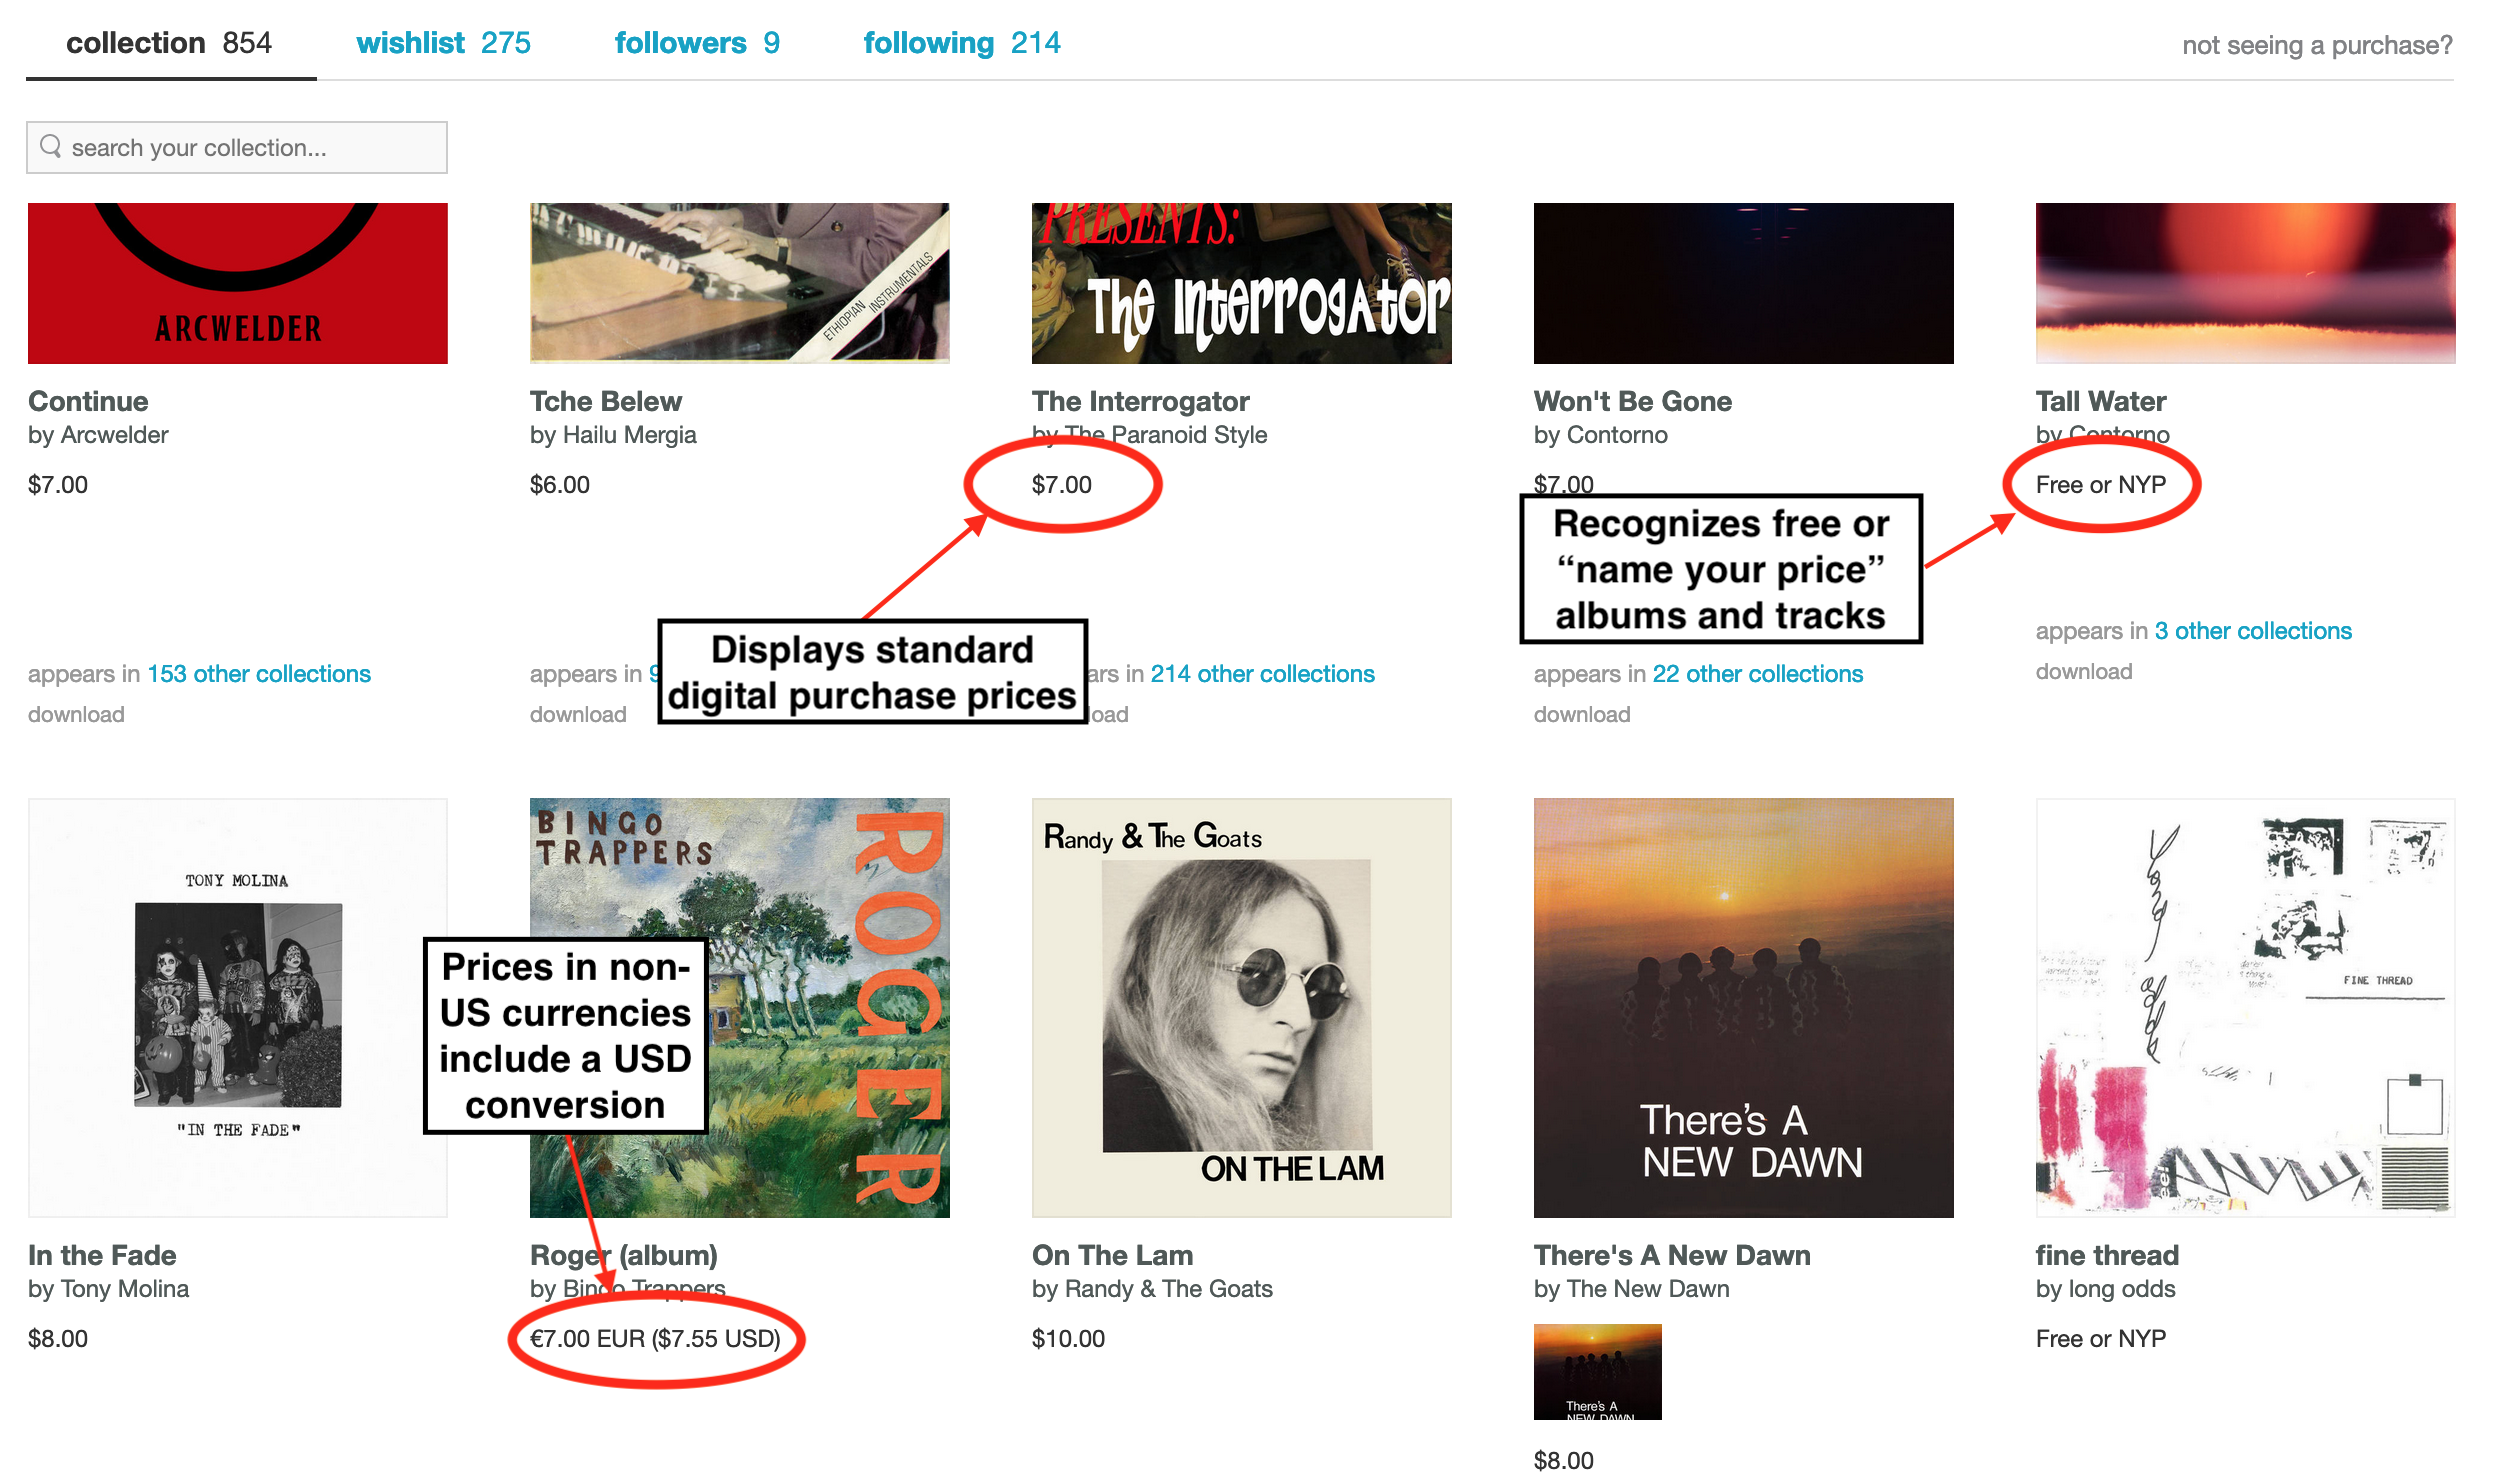 collection 854 wishlist 275 followers 9 following 214 not seeing a purchase?
search your collection...
ARCWELDER
ETHIOPIAN INSTRUMENTALS
PRESENTS:
The Interrogator
Continue
by Arcwelder
$7.00
appears in 153 other collections
download
Tche Belew
by Hailu Mergia
$6.00
appears in 9
download
The Interrogator
by The Paranoid Style
$7.00
214 other collections
Won't Be Gone
by Contorno
$7.00
appears in 22 other collections
download
Tall Water
by Contorno
Free or NYP
appears in 3 other collections
download
Displays standard
digital purchase prices
Recognizes free or
“name your price”
albums and tracks
TONY MOLINA
"IN THE FADE"
In the Fade
by Tony Molina
$8.00
BINGO
TRAPPERS
ROGER
Prices in non-
US currencies
include a USD
conversion
Roger (album)
by Bingo Trappers
€7.00 EUR ($7.55 USD)
Randy & The Goats
ON THE LAM
On The Lam
by Randy & The Goats
$10.00
There's A
NEW DAWN
There's A New Dawn
by The New Dawn
There's A
NEW DAWN
$8.00
FINE THREAD
fine thread
by long odds
Free or NYP